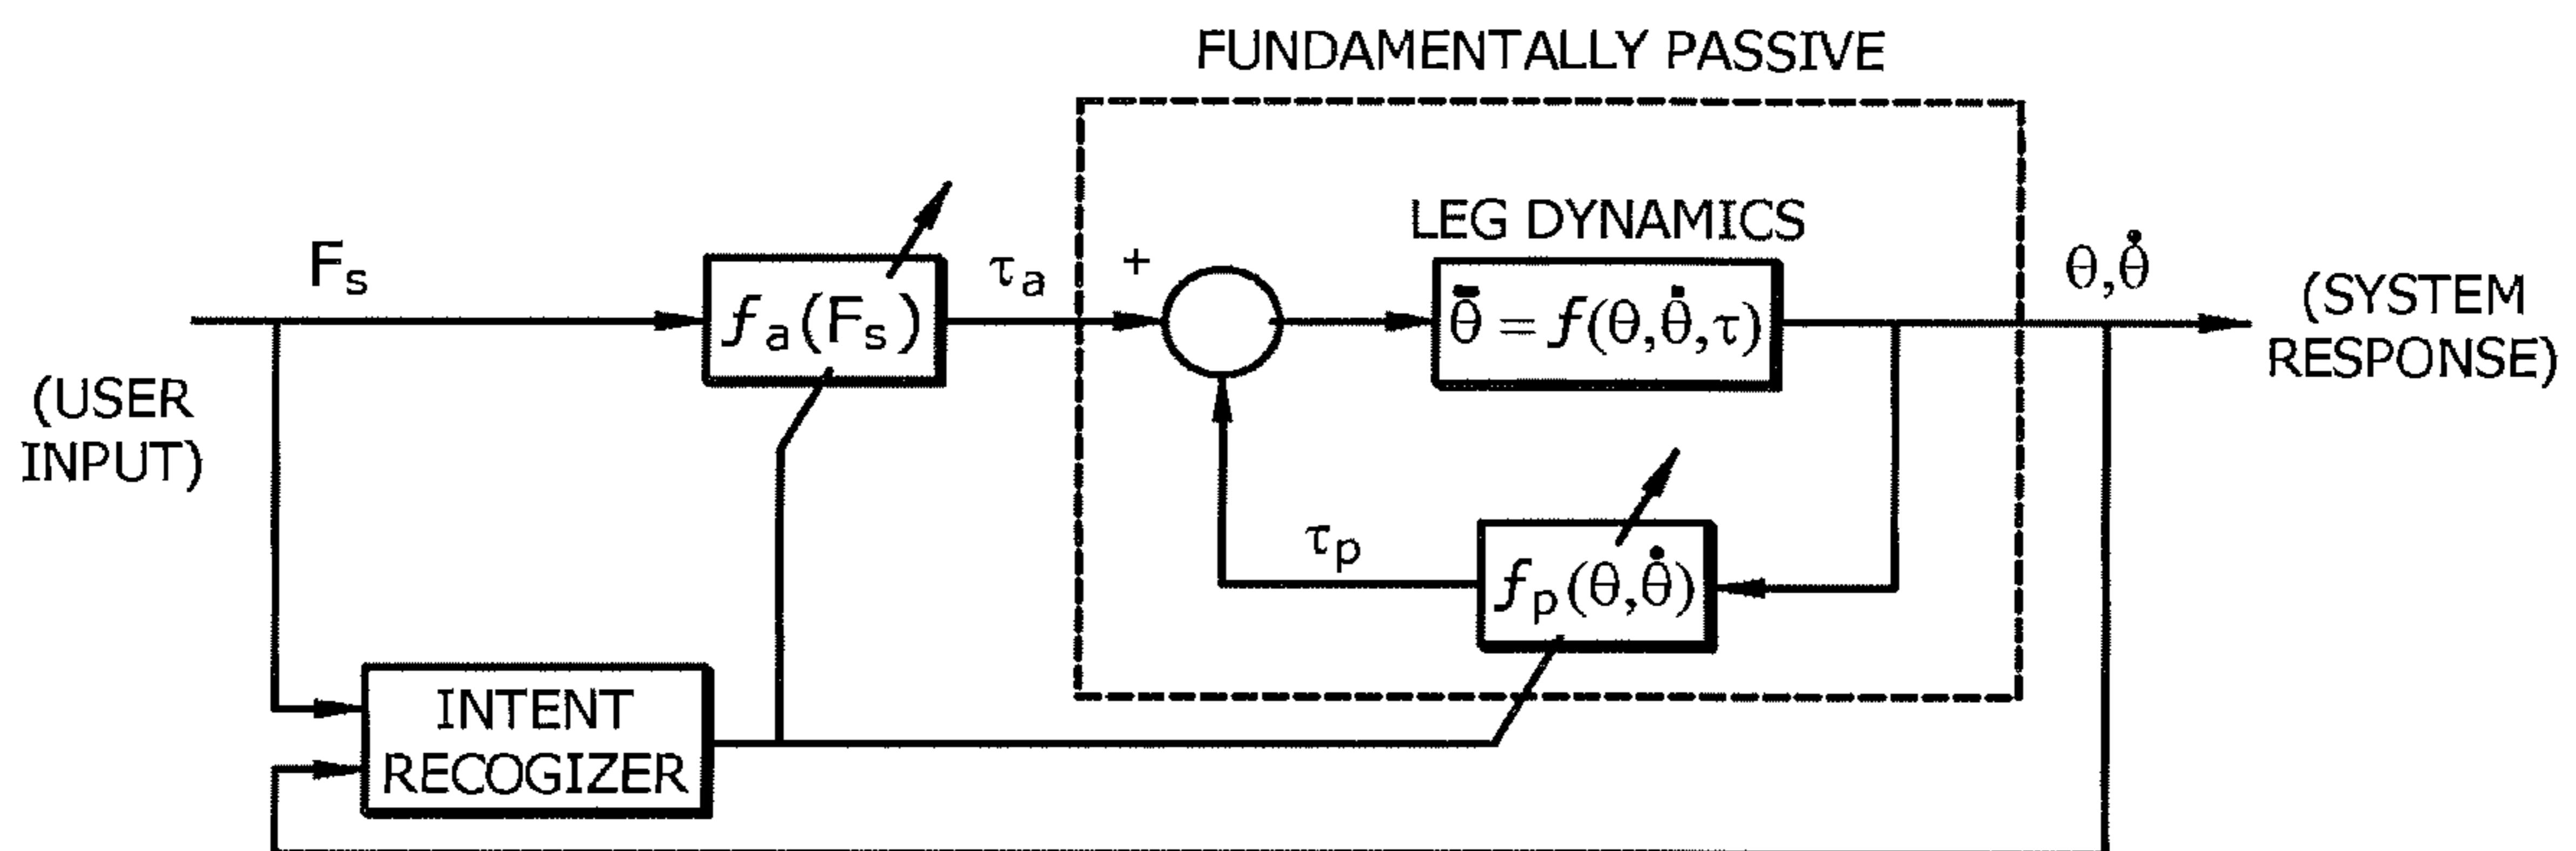 FUNDAMENTALLY PASSIVE
LEG DYNAMICS
Fₛ
fₐ(Fₛ)
τₐ
+
θ̈ = f(θ,θ̇,τ)
θ,θ̇
(SYSTEM
RESPONSE)
(USER
INPUT)
τₚ
fₚ(θ,θ̇)
INTENT
RECOGIZER